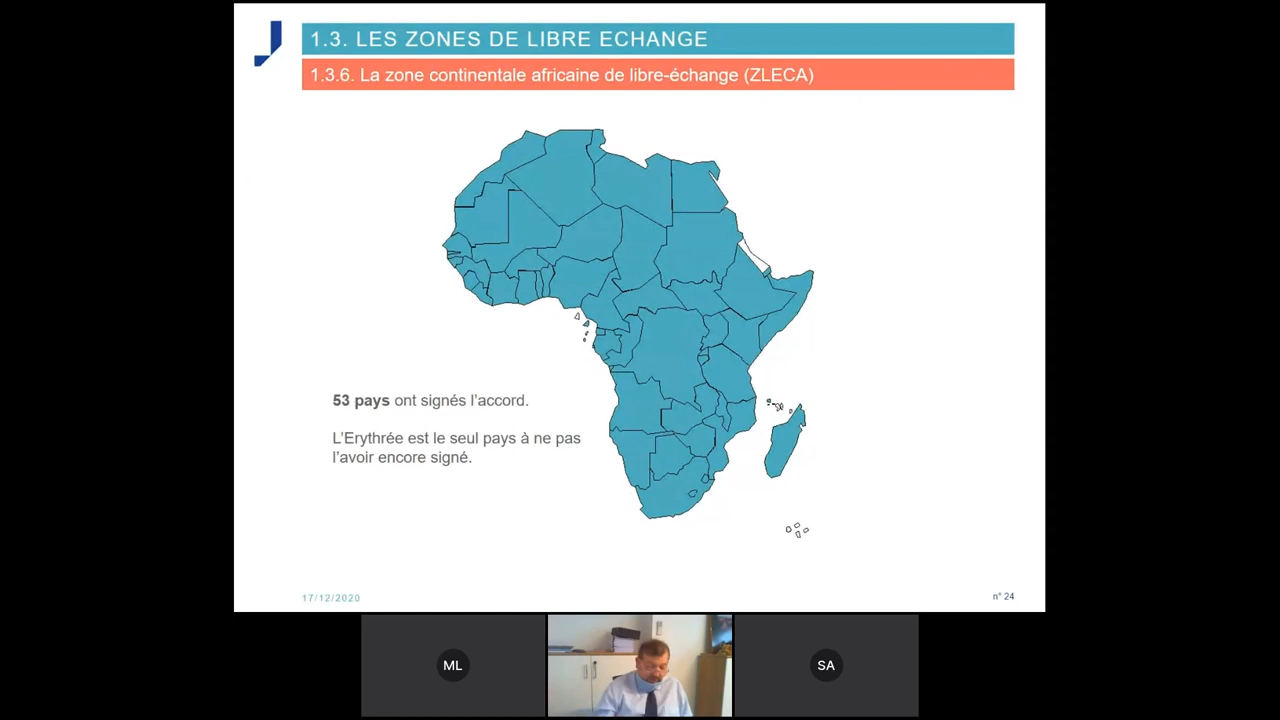 1.3. LES ZONES DE LIBRE ECHANGE
1.3.6. La zone continentale africaine de libre-échange (ZLECA)
53 pays ont signés l’accord.
L’Erythrée est le seul pays à ne pas
l’avoir encore signé.
17/12/2020
n° 24
ML
SA